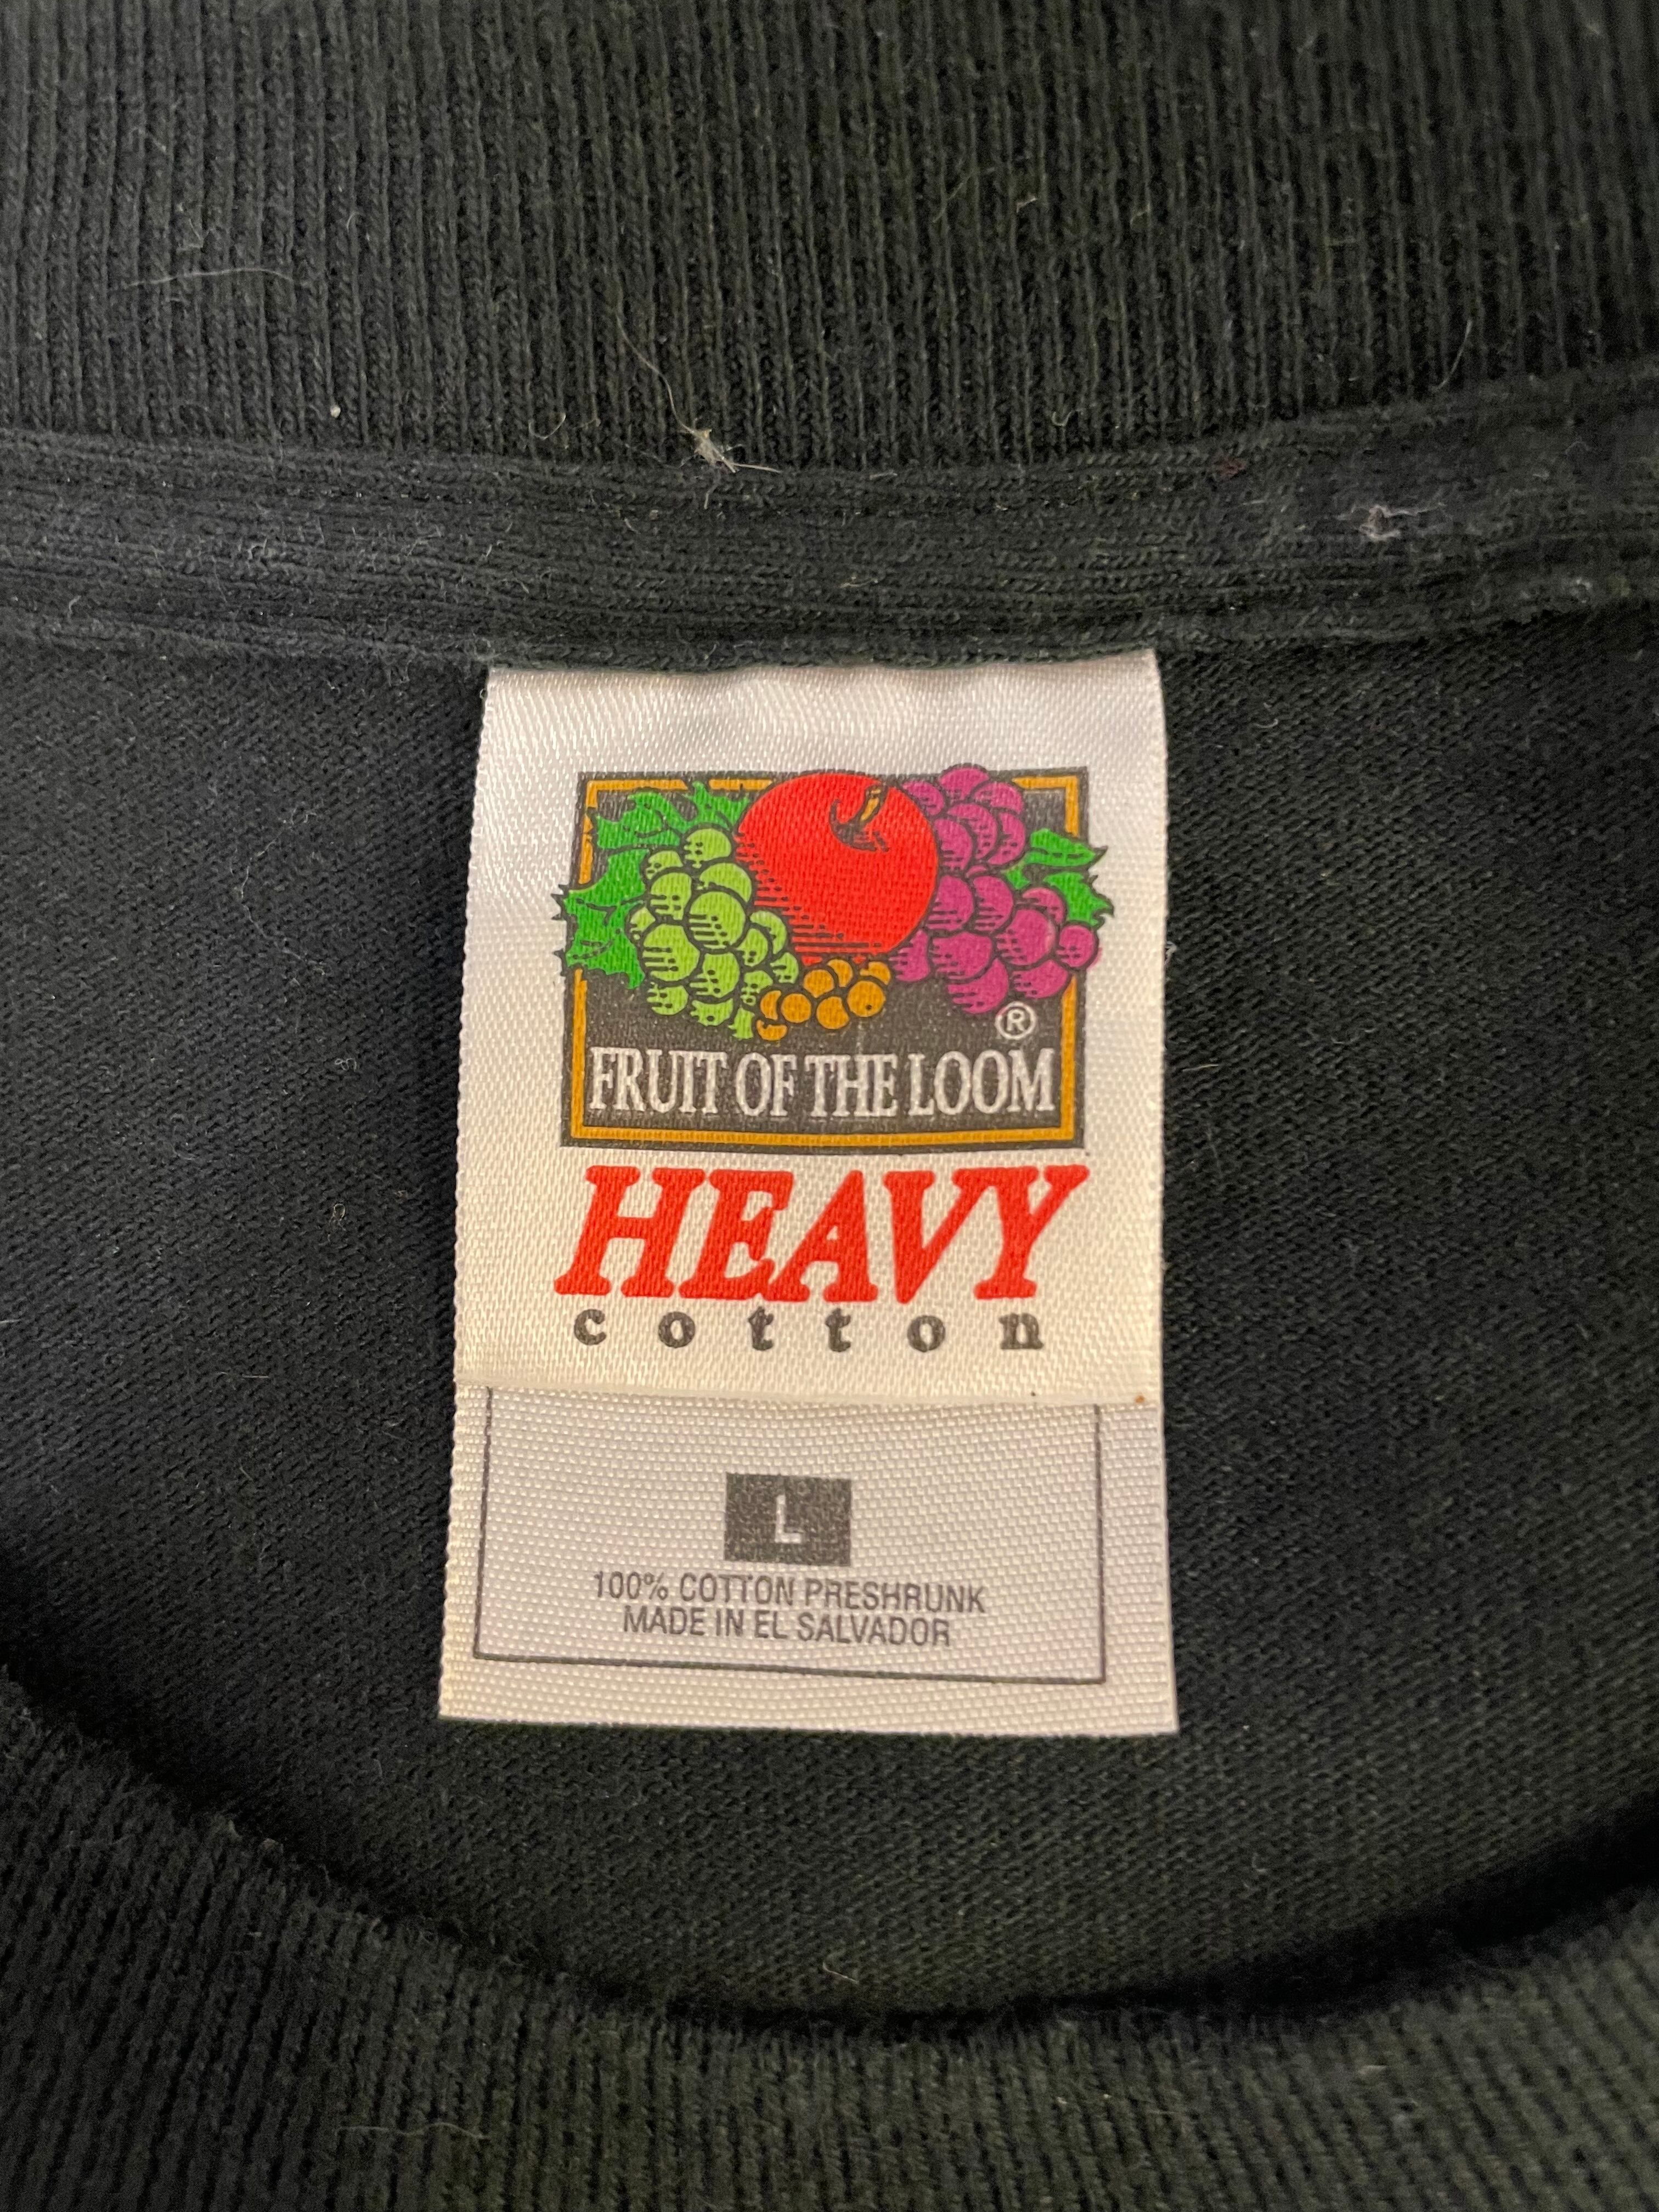 ®
FRUIT OF THE LOOM
HEAVY
cotton
L
100% COTTON PRESHRUNK
MADE IN EL SALVADOR